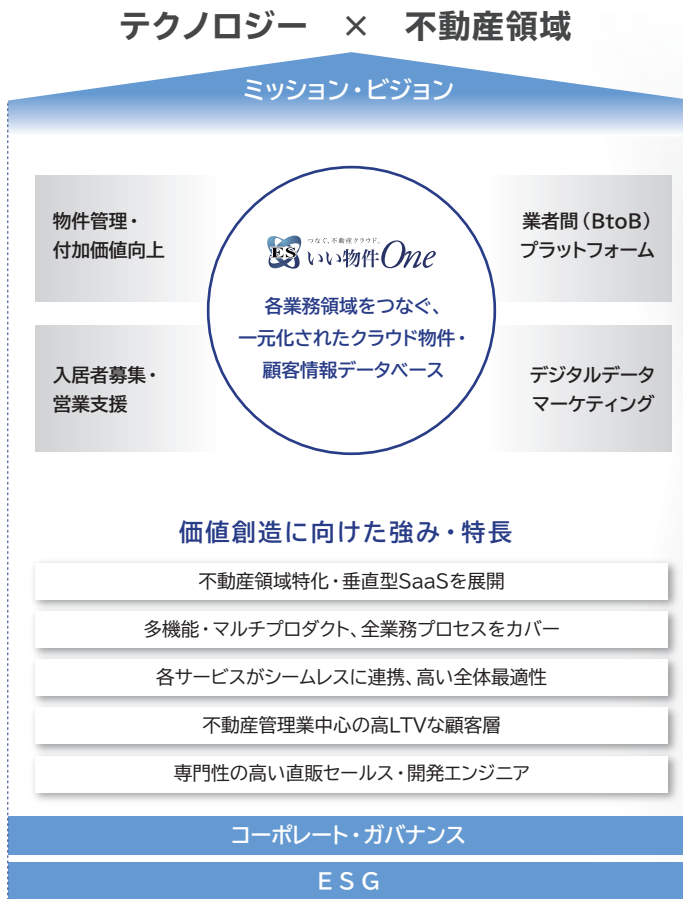 テクノロジー × 不動産領域
ミッション・ビジョン
物件管理・
付加価値向上
業者間（BtoB）
プラットフォーム
つなぐ、不動産クラウド。
ES いい物件One
各業務領域をつなぐ、
一元化されたクラウド物件・
顧客情報データベース
入居者募集・
営業支援
デジタルデータ
マーケティング
価値創造に向けた強み・特長
不動産領域特化・垂直型SaaSを展開
多機能・マルチプロダクト、全業務プロセスをカバー
各サービスがシームレスに連携、高い全体最適性
不動産管理業中心の高LTVな顧客層
専門性の高い直販セールス・開発エンジニア
コーポレート・ガバナンス
ESG